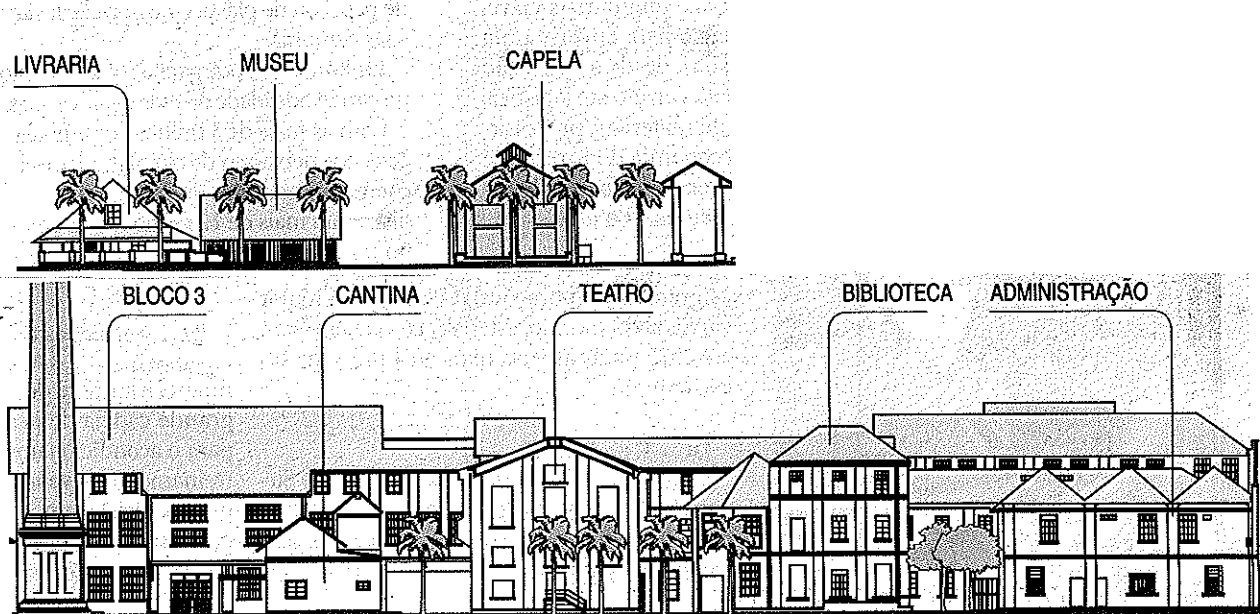 LIVRARIA
MUSEU
CAPELA
BLOCO 3
CANTINA
TEATRO
BIBLIOTECA
ADMINISTRAÇÃO